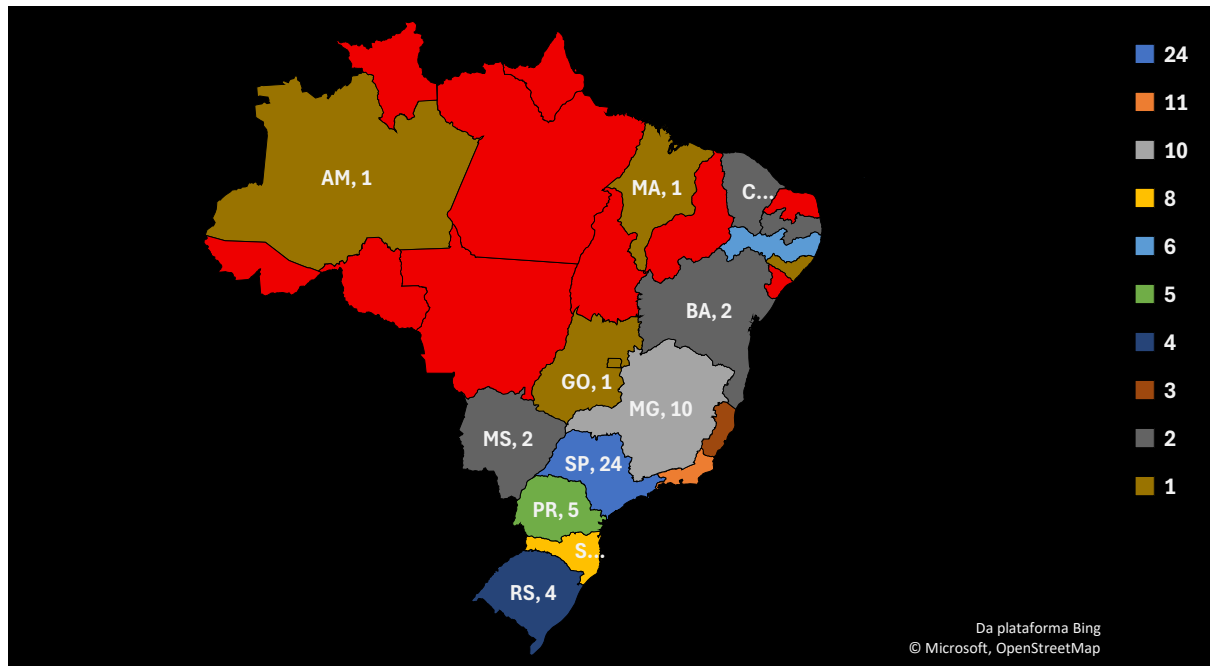 AM, 1
MA, 1
C...
BA, 2
GO, 1
MG, 10
MS, 2
SP, 24
PR, 5
S...
RS, 4
24
11
10
8
6
5
4
3
2
1
Da plataforma Bing
© Microsoft, OpenStreetMap